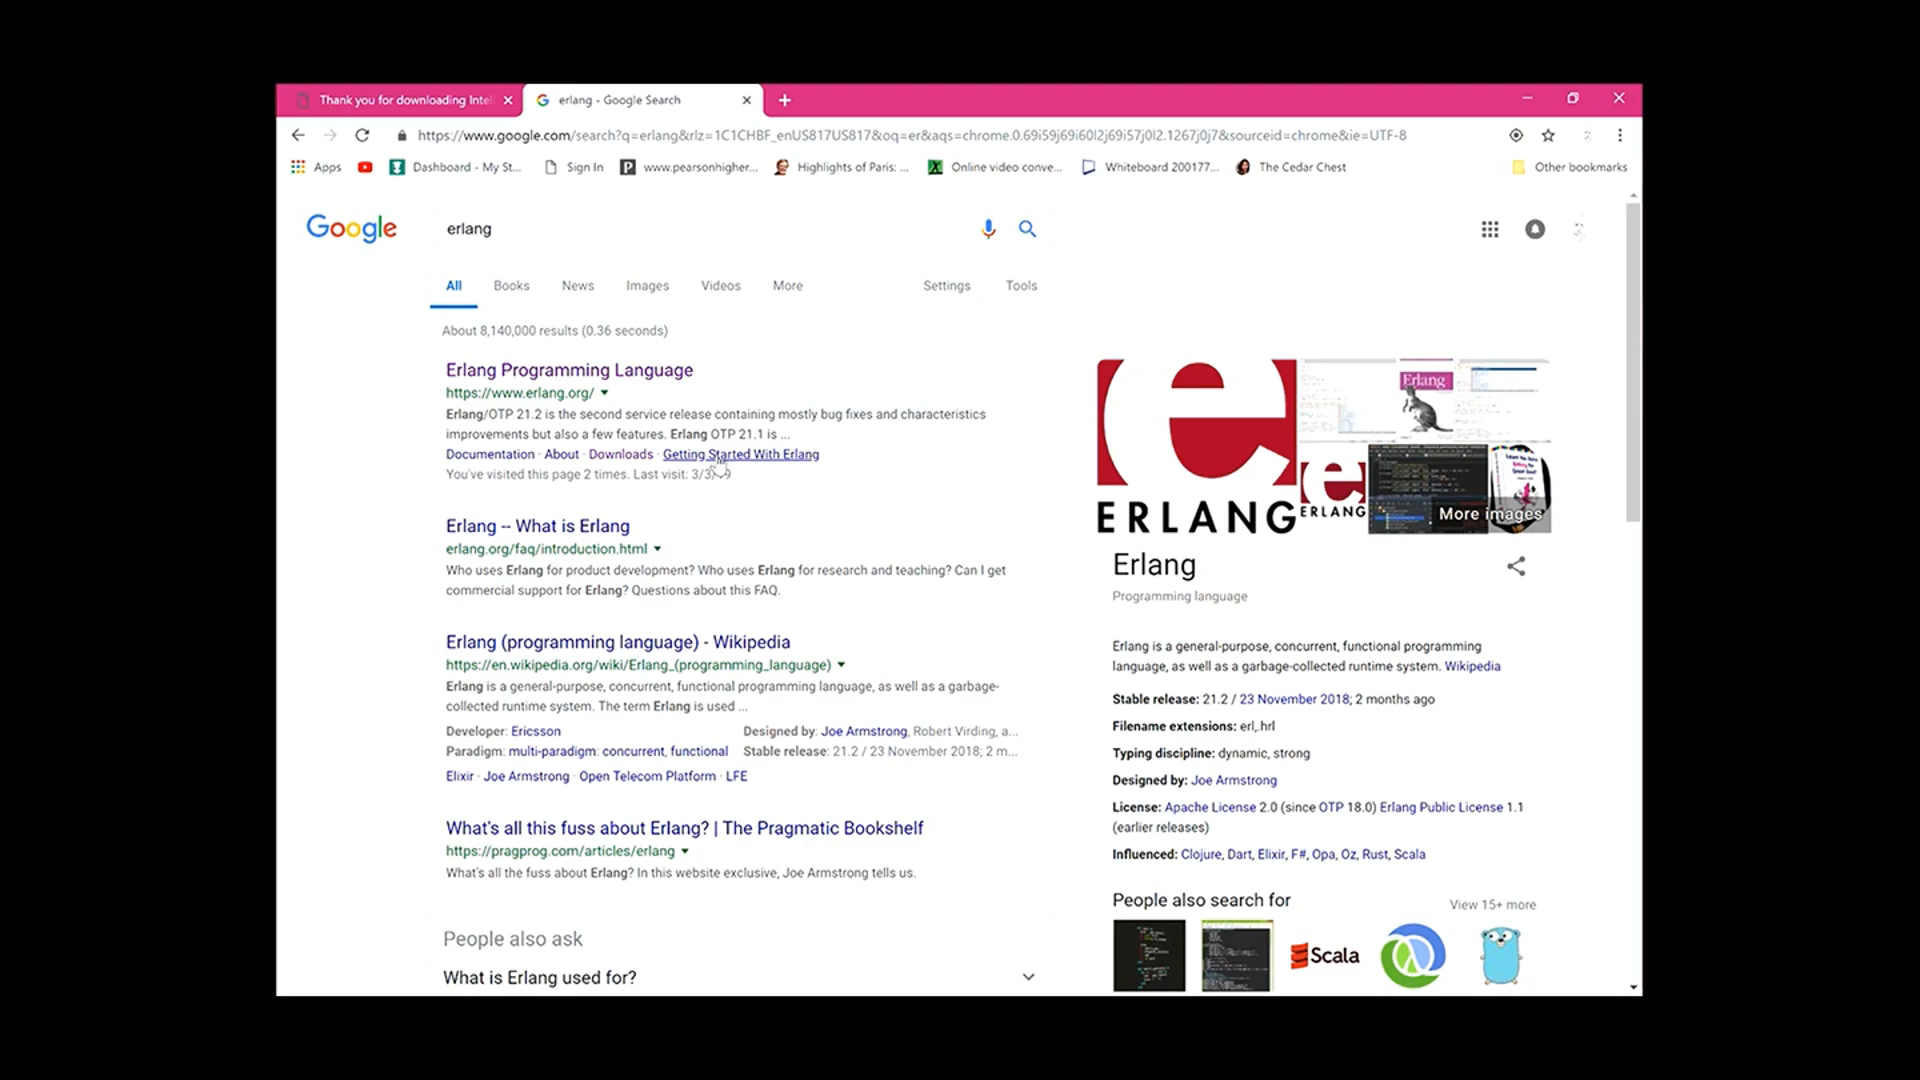 Thank you for downloading Intell
erlang - Google Search
https://www.google.com/search?q=erlang&rlz=1C1CHBF_enUS817US817&oq=er&aqs=chrome.0.69i59j69i60l2j69i57j0l2.1267j0j7&sourceid=chrome&ie=UTF-8
Apps Dashboard - My St... Sign In www.pearsonhigher... Highlights of Paris: ... Online video conve... Whiteboard 200177... The Cedar Chest Other bookmarks
Google erlang
All Books News Images Videos More Settings Tools
About 8,140,000 results (0.36 seconds)
Erlang Programming Language
https://www.erlang.org/
Erlang/OTP 21.2 is the second service release containing mostly bug fixes and characteristics
improvements but also a few features. Erlang OTP 21.1 is ...
Documentation · About · Downloads · Getting Started With Erlang
You've visited this page 2 times. Last visit: 3/3/
Erlang -- What is Erlang
erlang.org/faq/introduction.html
Who uses Erlang for product development? Who uses Erlang for research and teaching? Can I get
commercial support for Erlang? Questions about this FAQ.
Erlang (programming language) - Wikipedia
https://en.wikipedia.org/wiki/Erlang_(programming_language)
Erlang is a general-purpose, concurrent, functional programming language, as well as a garbage-
collected runtime system. The term Erlang is used ...
Developer: Ericsson Designed by: Joe Armstrong, Robert Virding, a...
Paradigm: multi-paradigm: concurrent, functional Stable release: 21.2 / 23 November 2018; 2 m...
Elixir · Joe Armstrong · Open Telecom Platform · LFE
What's all this fuss about Erlang? | The Pragmatic Bookshelf
https://pragprog.com/articles/erlang
What's all the fuss about Erlang? In this website exclusive, Joe Armstrong tells us.
People also ask
What is Erlang used for?
e
ERLANG
Erlang
e
ERLANG
More images
Erlang
Programming language
Erlang is a general-purpose, concurrent, functional programming
language, as well as a garbage-collected runtime system. Wikipedia
Stable release: 21.2 / 23 November 2018; 2 months ago
Filename extensions: erl,.hrl
Typing discipline: dynamic, strong
Designed by: Joe Armstrong
License: Apache License 2.0 (since OTP 18.0) Erlang Public License 1.1
(earlier releases)
Influenced: Clojure, Dart, Elixir, F#, Opa, Oz, Rust, Scala
People also search for View 15+ more
Scala